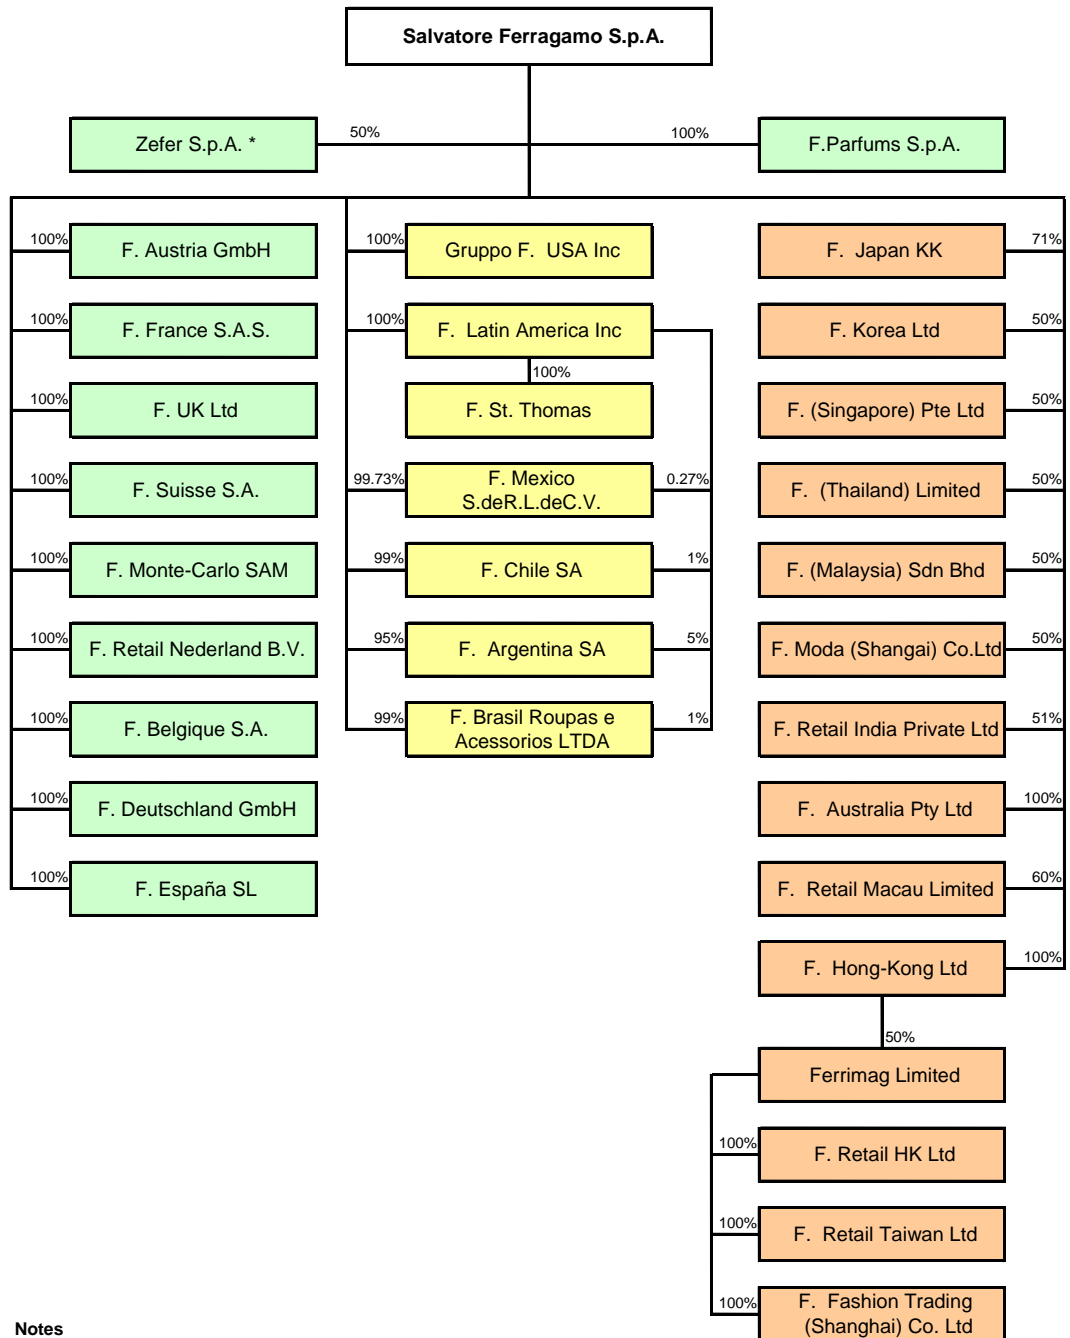 Salvatore Ferragamo S.p.A.
Zefer S.p.A. *
50%
100%
F.Parfums S.p.A.
100%
F. Austria GmbH
100%
Gruppo F. USA Inc
F. Japan KK
71%
100%
F. France S.A.S.
100%
F. Latin America Inc
F. Korea Ltd
50%
100%
100%
F. UK Ltd
F. St. Thomas
F. (Singapore) Pte Ltd
50%
100%
F. Suisse S.A.
99.73%
F. Mexico
S.deR.L.deC.V.
0.27%
F. (Thailand) Limited
50%
100%
F. Monte-Carlo SAM
99%
F. Chile SA
1%
F. (Malaysia) Sdn Bhd
50%
100%
F. Retail Nederland B.V.
95%
F. Argentina SA
5%
F. Moda (Shangai) Co.Ltd
50%
100%
F. Belgique S.A.
99%
F. Brasil Roupas e
Acessorios LTDA
1%
F. Retail India Private Ltd
51%
100%
F. Deutschland GmbH
F. Australia Pty Ltd
100%
100%
F. España SL
F. Retail Macau Limited
60%
F. Hong-Kong Ltd
100%
50%
Ferrimag Limited
100%
F. Retail HK Ltd
100%
F. Retail Taiwan Ltd
100%
F. Fashion Trading
(Shanghai) Co. Ltd
Notes